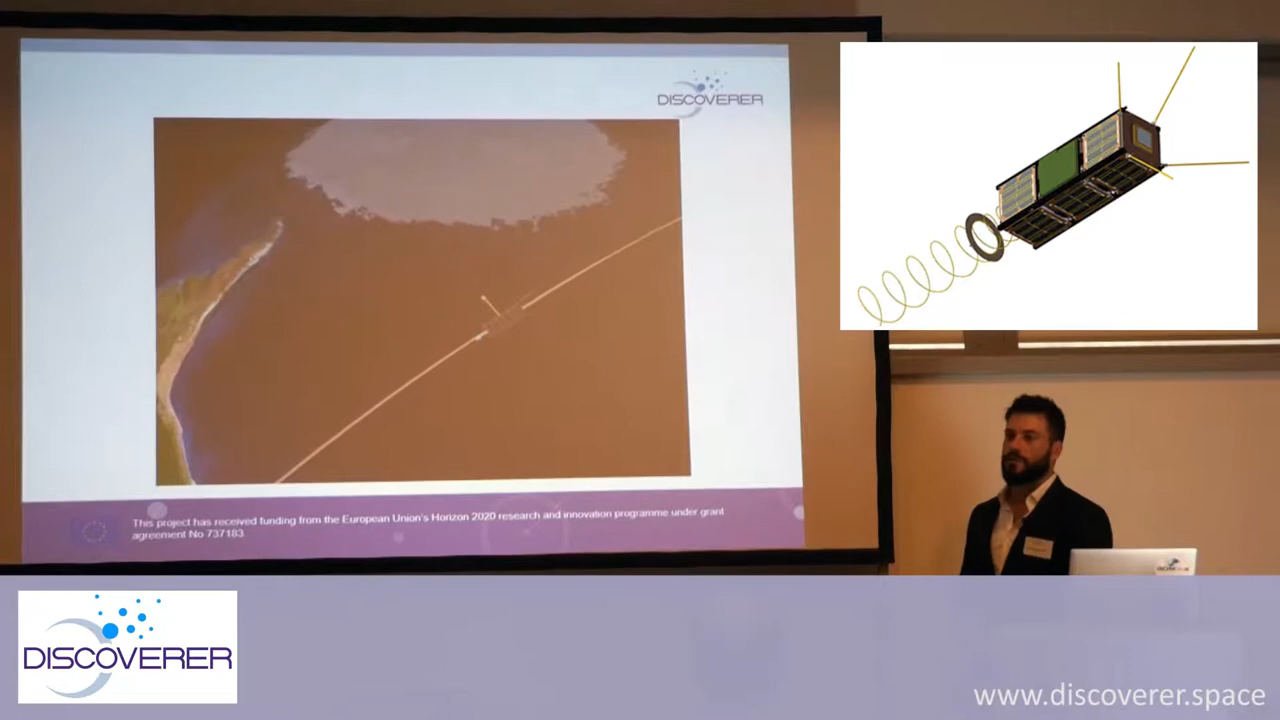 DISCOVERER
This project has received funding from the European Union's Horizon 2020 research and innovation programme under grant
agreement No 737183
DISCOVERER
www.discoverer.space